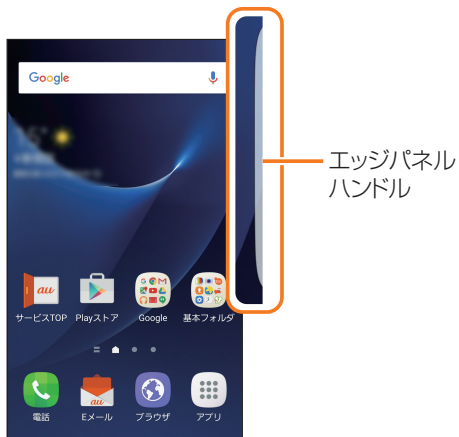 Google
エッジパネル
ハンドル
au
サービスTOP
Playストア
Google
基本フォルダ
au
電話
Eメール
ブラウザ
アプリ